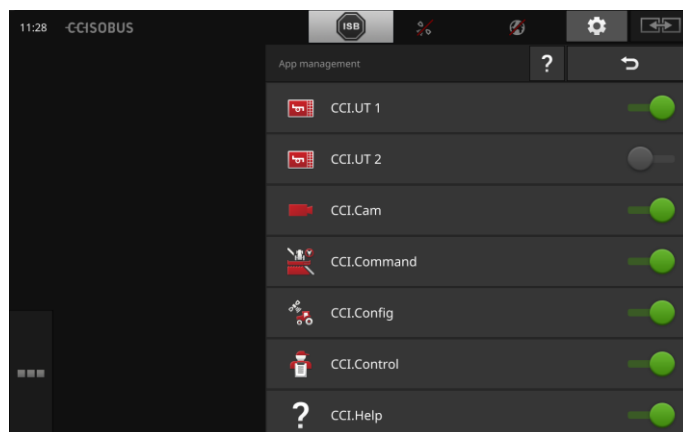 11:28 CCISOBUS ISB
App management ?
CCI.UT 1
CCI.UT 2
CCI.Cam
CCI.Command
CCI.Config
CCI.Control
? CCI.Help